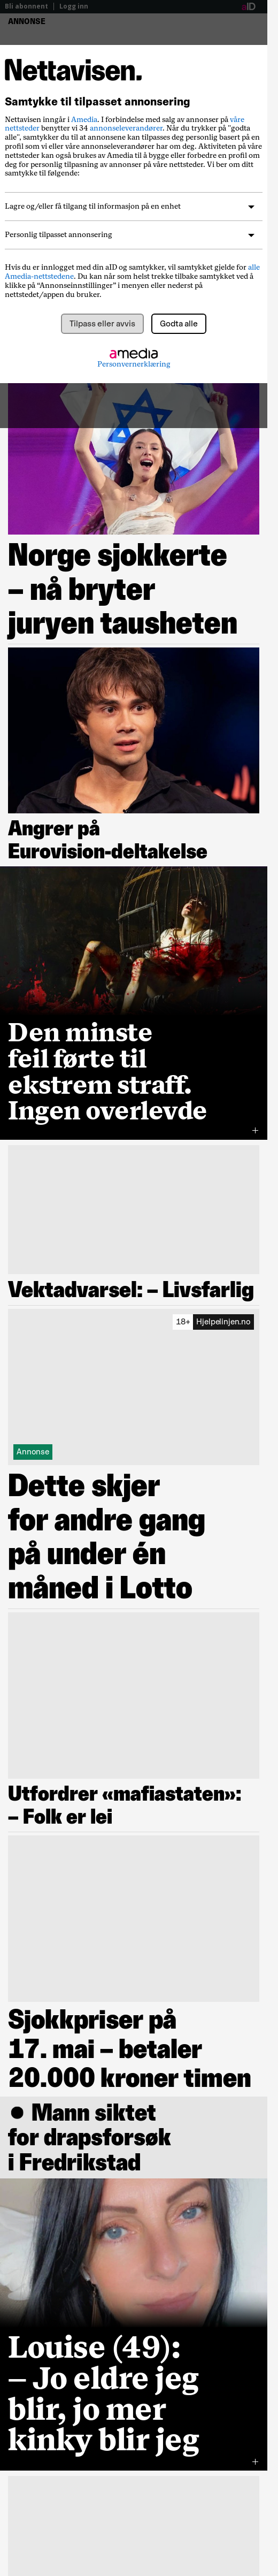 Bli abonnent | Logg inn
aID
ANNONSE
Nettavisen.
Samtykke til tilpasset annonsering
Nettavisen inngår i Amedia. I forbindelse med salg av annonser på våre
nettsteder benytter vi 34 annonseleverandører. Når du trykker på "godta
alle", samtykker du til at annonsene kan tilpasses deg personlig basert på en
profil som vi eller våre annonseleverandører har om deg. Aktiviteten på våre
nettsteder kan også brukes av Amedia til å bygge eller forbedre en profil om
deg for personlig tilpasning av annonser på våre nettsteder. Vi ber om ditt
samtykke til følgende:
Lagre og/eller få tilgang til informasjon på en enhet
Personlig tilpasset annonsering
Hvis du er innlogget med din aID og samtykker, vil samtykket gjelde for alle
Amedia-nettstedene. Du kan når som helst trekke tilbake samtykket ved å
klikke på "Annonseinnstillinger" i menyen eller nederst på
nettstedet/appen du bruker.
Tilpass eller avvis
Godta alle
amedia
Personvernerklæring
Norge sjokkerte
– nå bryter
juryen tausheten
Angrer på
Eurovision-deltakelse
Den minste
feil førte til
ekstrem straff.
Ingen overlevde
+
Vektadvarsel: – Livsfarlig
18+ Hjelpelinjen.no
Annonse
Dette skjer
for andre gang
på under én
måned i Lotto
Utfordrer «mafiastaten»:
– Folk er lei
Sjokkpriser på
17. mai – betaler
20.000 kroner timen
● Mann siktet
for drapsforsøk
i Fredrikstad
Louise (49):
– Jo eldre jeg
blir, jo mer
kinky blir jeg
+